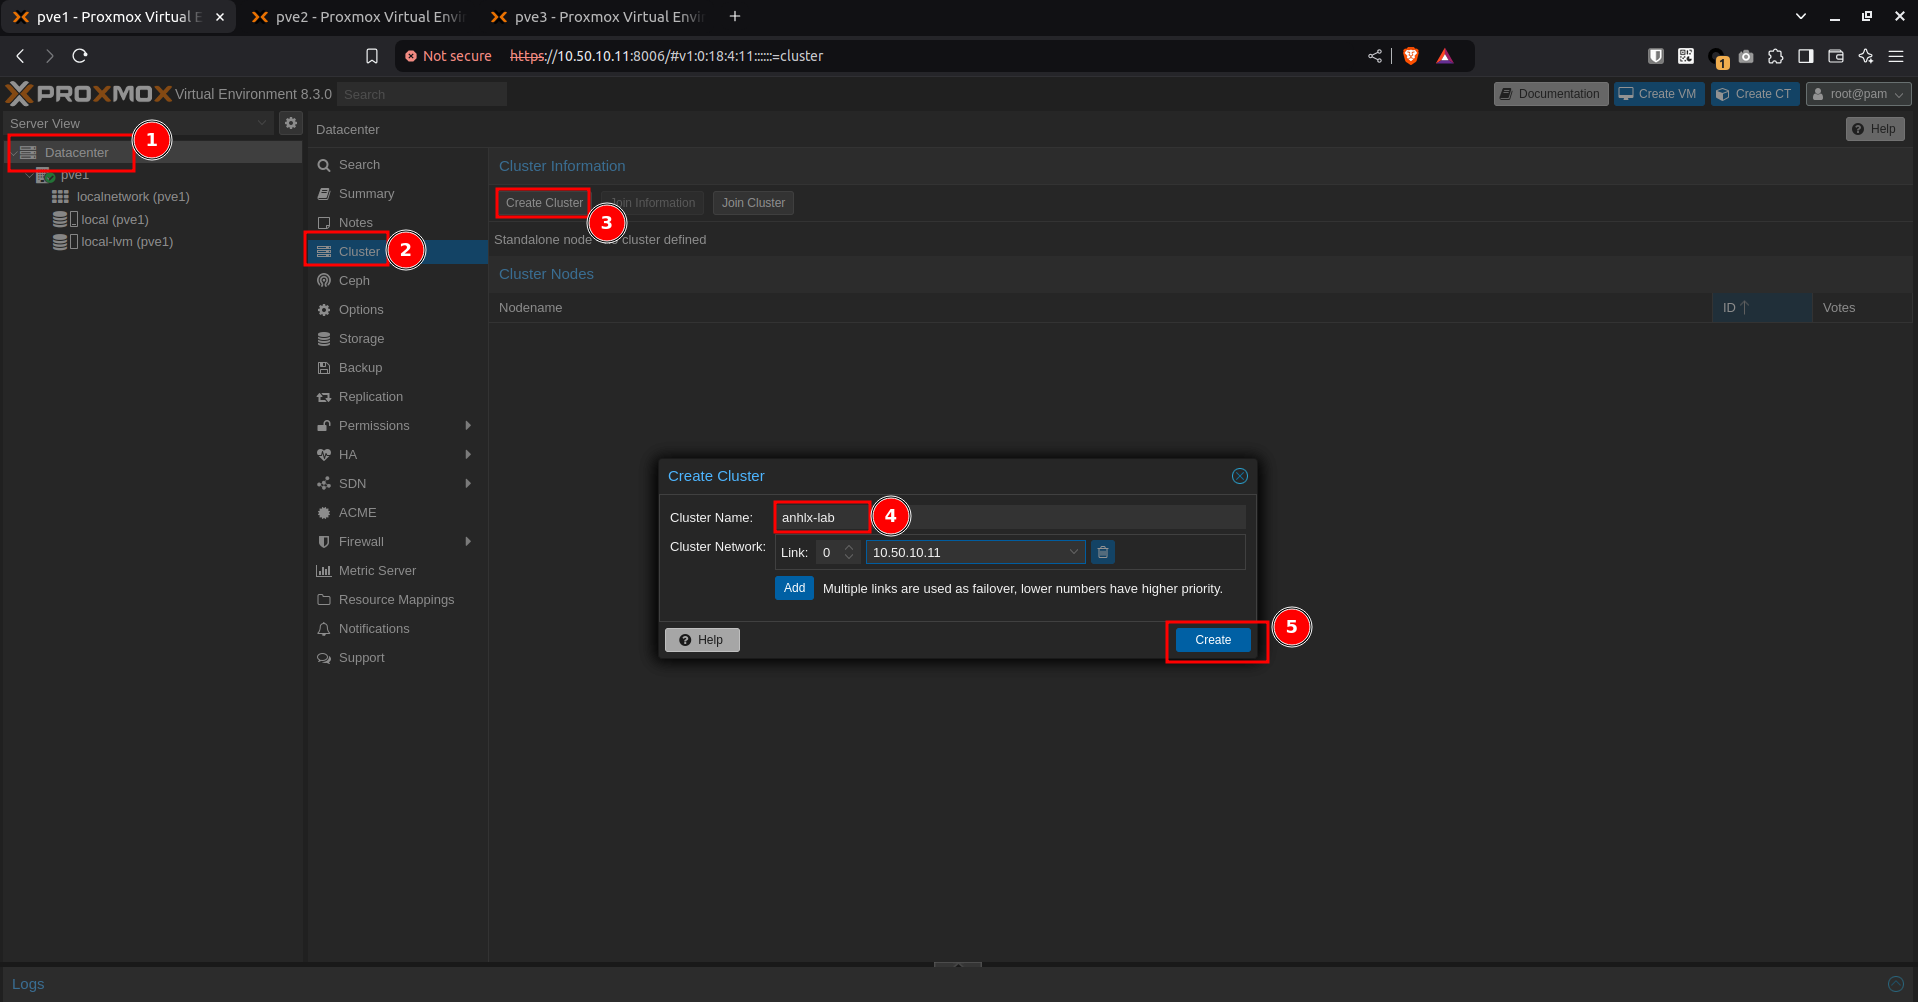 pve1 - Proxmox Virtual E
pve2 - Proxmox Virtual Envi
pve3 - Proxmox Virtual Envi
Not secure https://10.50.10.11:8006/#v1:0:18:4:11::::::=cluster
1
PROXMOX Virtual Environment 8.3.0 Search
Documentation Create VM Create CT root@pam
Server View
Datacenter
1
pve1
localnetwork (pve1)
local (pve1)
local-lvm (pve1)
Datacenter
Help
Search
Summary
Notes
Cluster
2
Ceph
Options
Storage
Backup
Replication
Permissions
HA
SDN
ACME
Firewall
Metric Server
Resource Mappings
Notifications
Support
Cluster Information
Create Cluster Join Information Join Cluster
3
Standalone node cluster defined
Cluster Nodes
Nodename ID Votes
Create Cluster
Cluster Name: anhlx-lab
4
Cluster Network: Link: 0 10.50.10.11
Add Multiple links are used as failover, lower numbers have higher priority.
Help Create
5
Logs